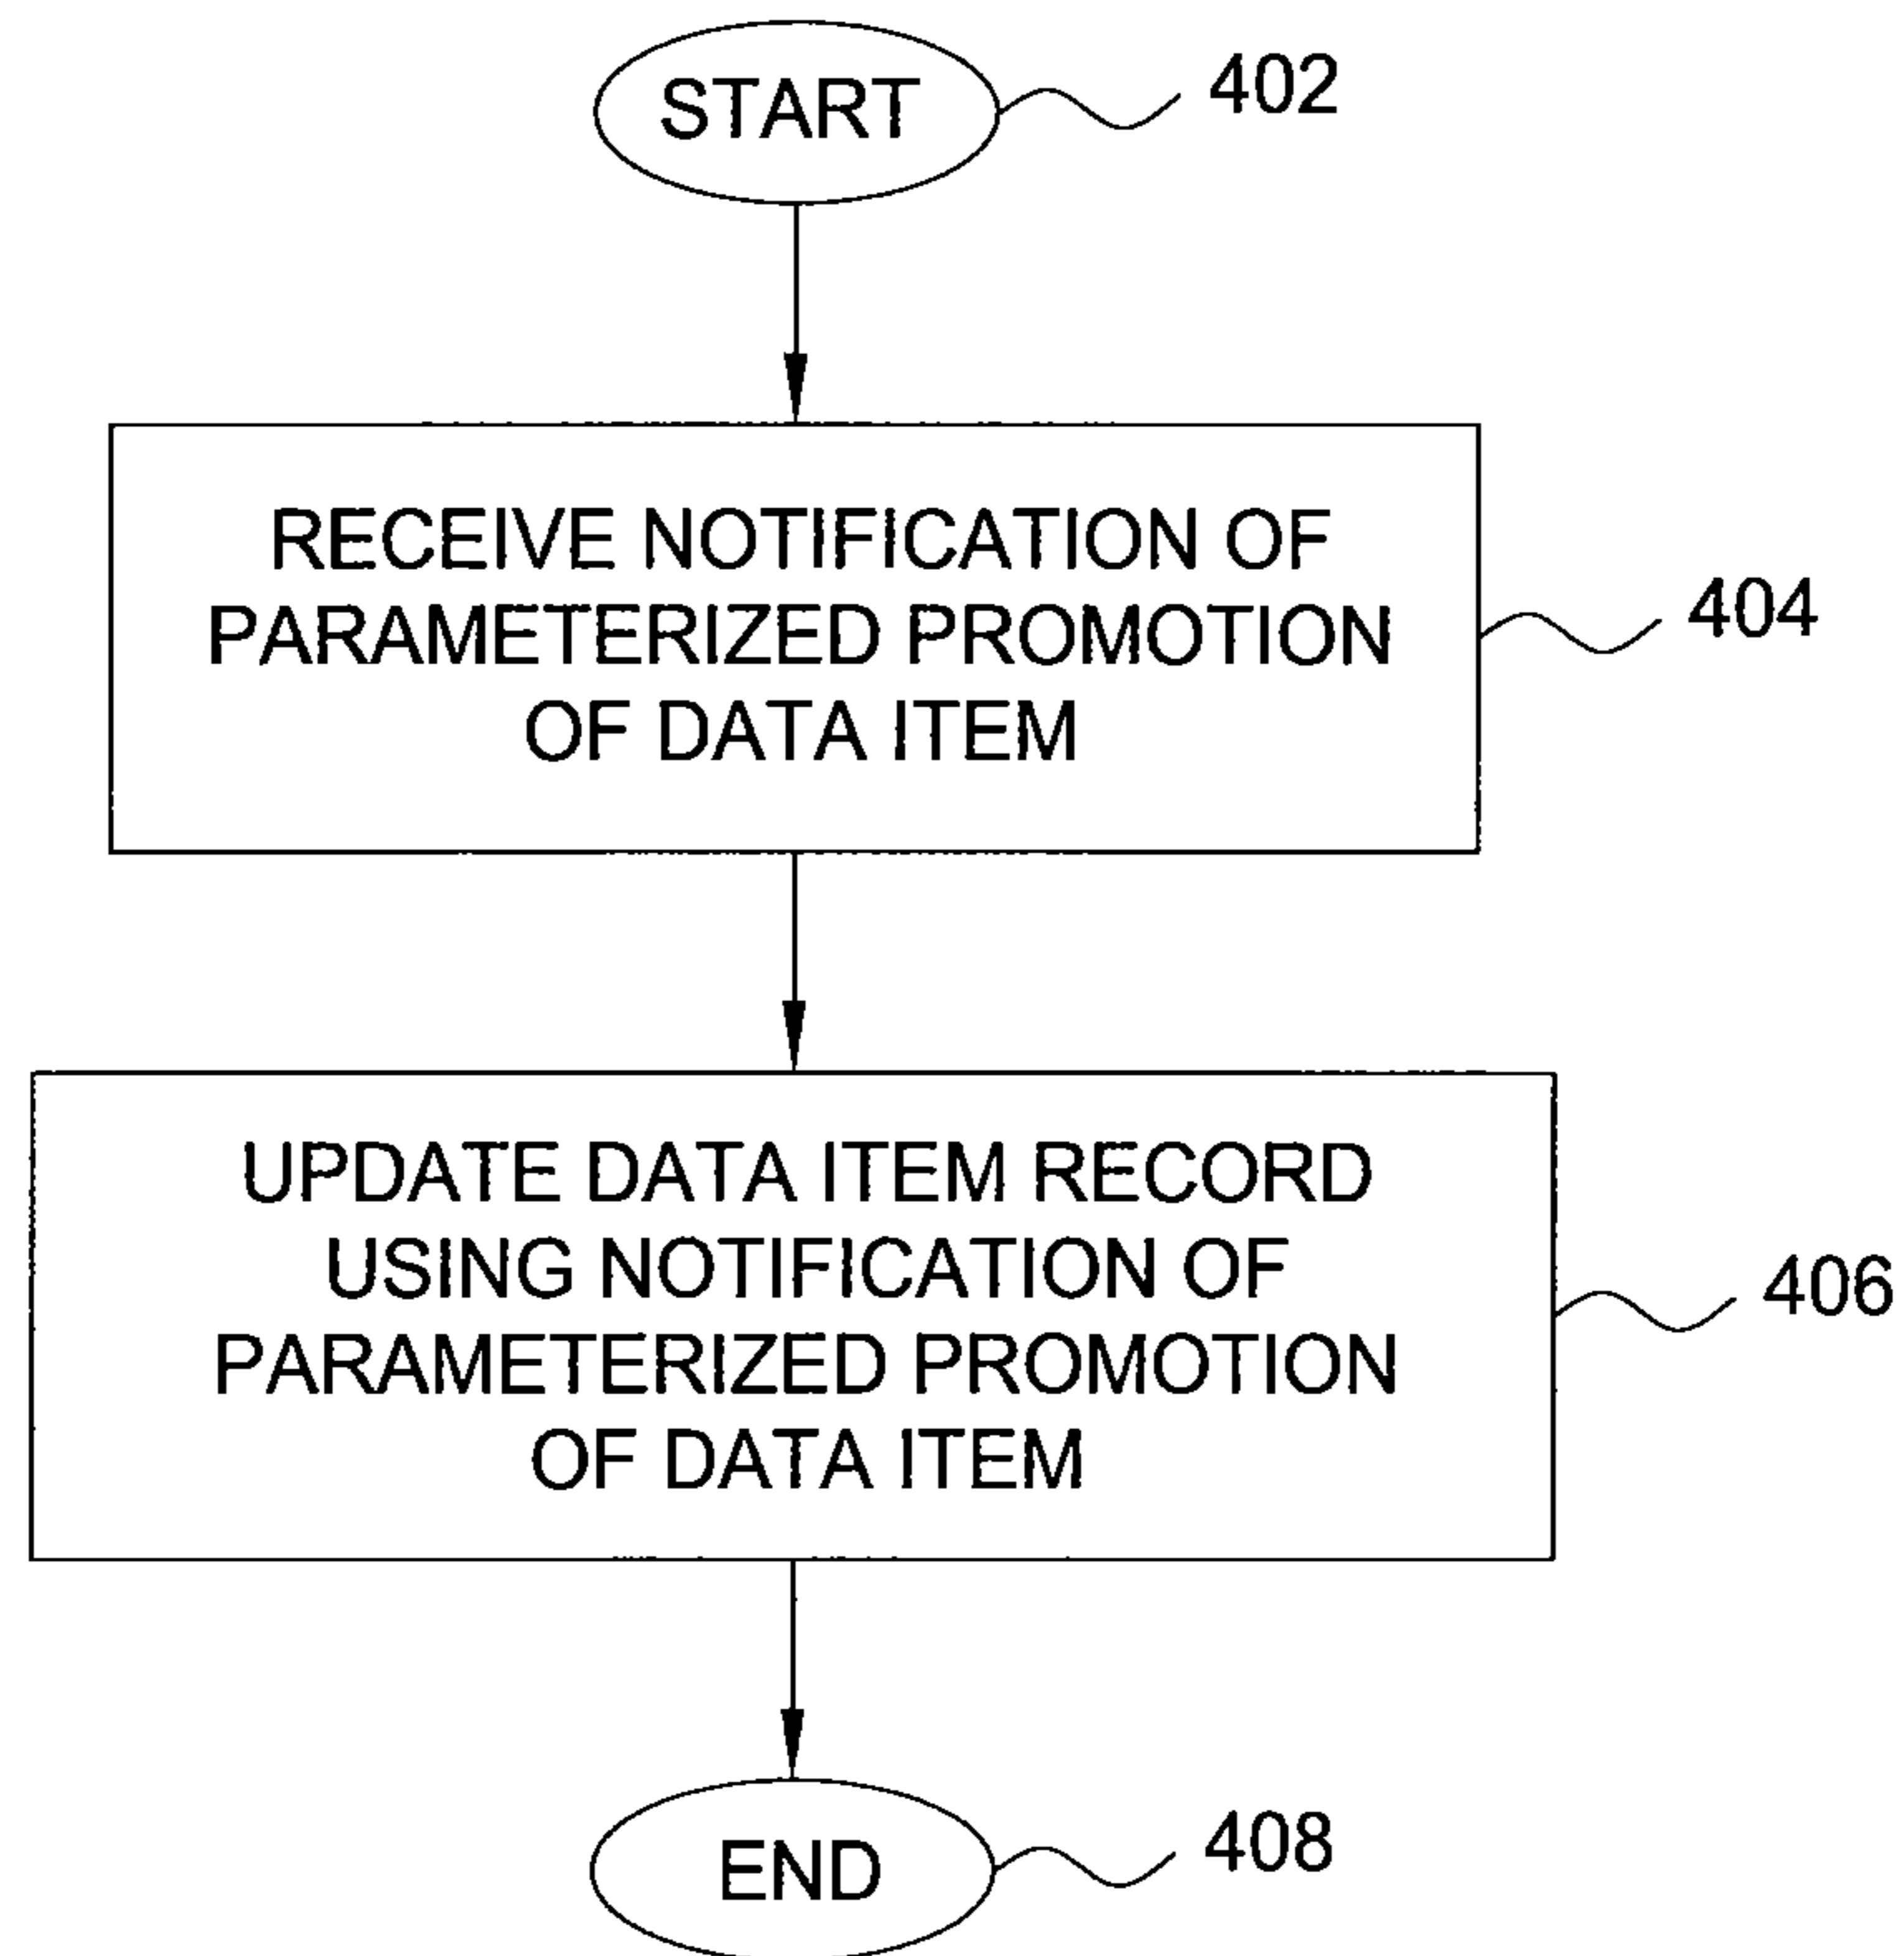 START
402
RECEIVE NOTIFICATION OF
PARAMETERIZED PROMOTION
OF DATA ITEM
404
UPDATE DATA ITEM RECORD
USING NOTIFICATION OF
PARAMETERIZED PROMOTION
OF DATA ITEM
406
END
408